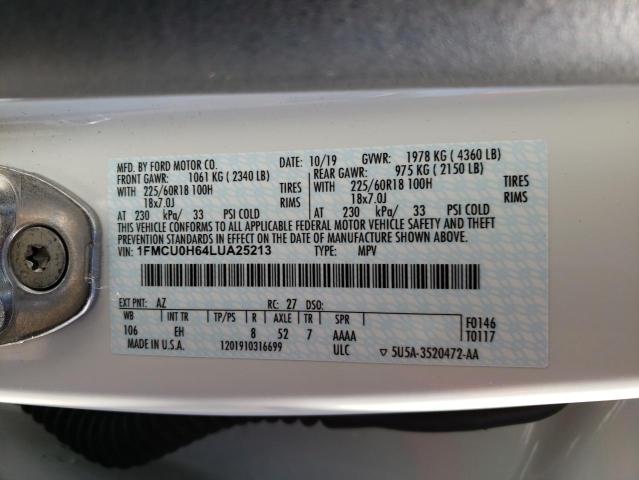 MFD. BY FORD MOTOR CO. DATE: 10/19 GVWR: 1978 KG ( 4360 LB)
FRONT GAWR: 1061 KG ( 2340 LB) REAR GAWR: 975 KG ( 2150 LB)
WITH 225/60R18 100H TIRES WITH 225/60R18 100H TIRES
18x7.0J RIMS 18x7.0J RIMS
AT 230 kPa/ 33 PSI COLD AT 230 kPa/ 33 PSI COLD
THIS VEHICLE CONFORMS TO ALL APPLICABLE FEDERAL MOTOR VEHICLE SAFETY AND THEFT
PREVENTION STANDARDS IN EFFECT ON THE DATE OF MANUFACTURE SHOWN ABOVE.
VIN: 1FMCU0H64LUA25213 TYPE: MPV
EXT PNT: AZ RC: 27 DSO:
WB INT TR TP/PS R AXLE TR SPR F0146
106 EH 8 52 7 AAAA T0117
1201910316699 ULC ▽ 5U5A-3520472-AA